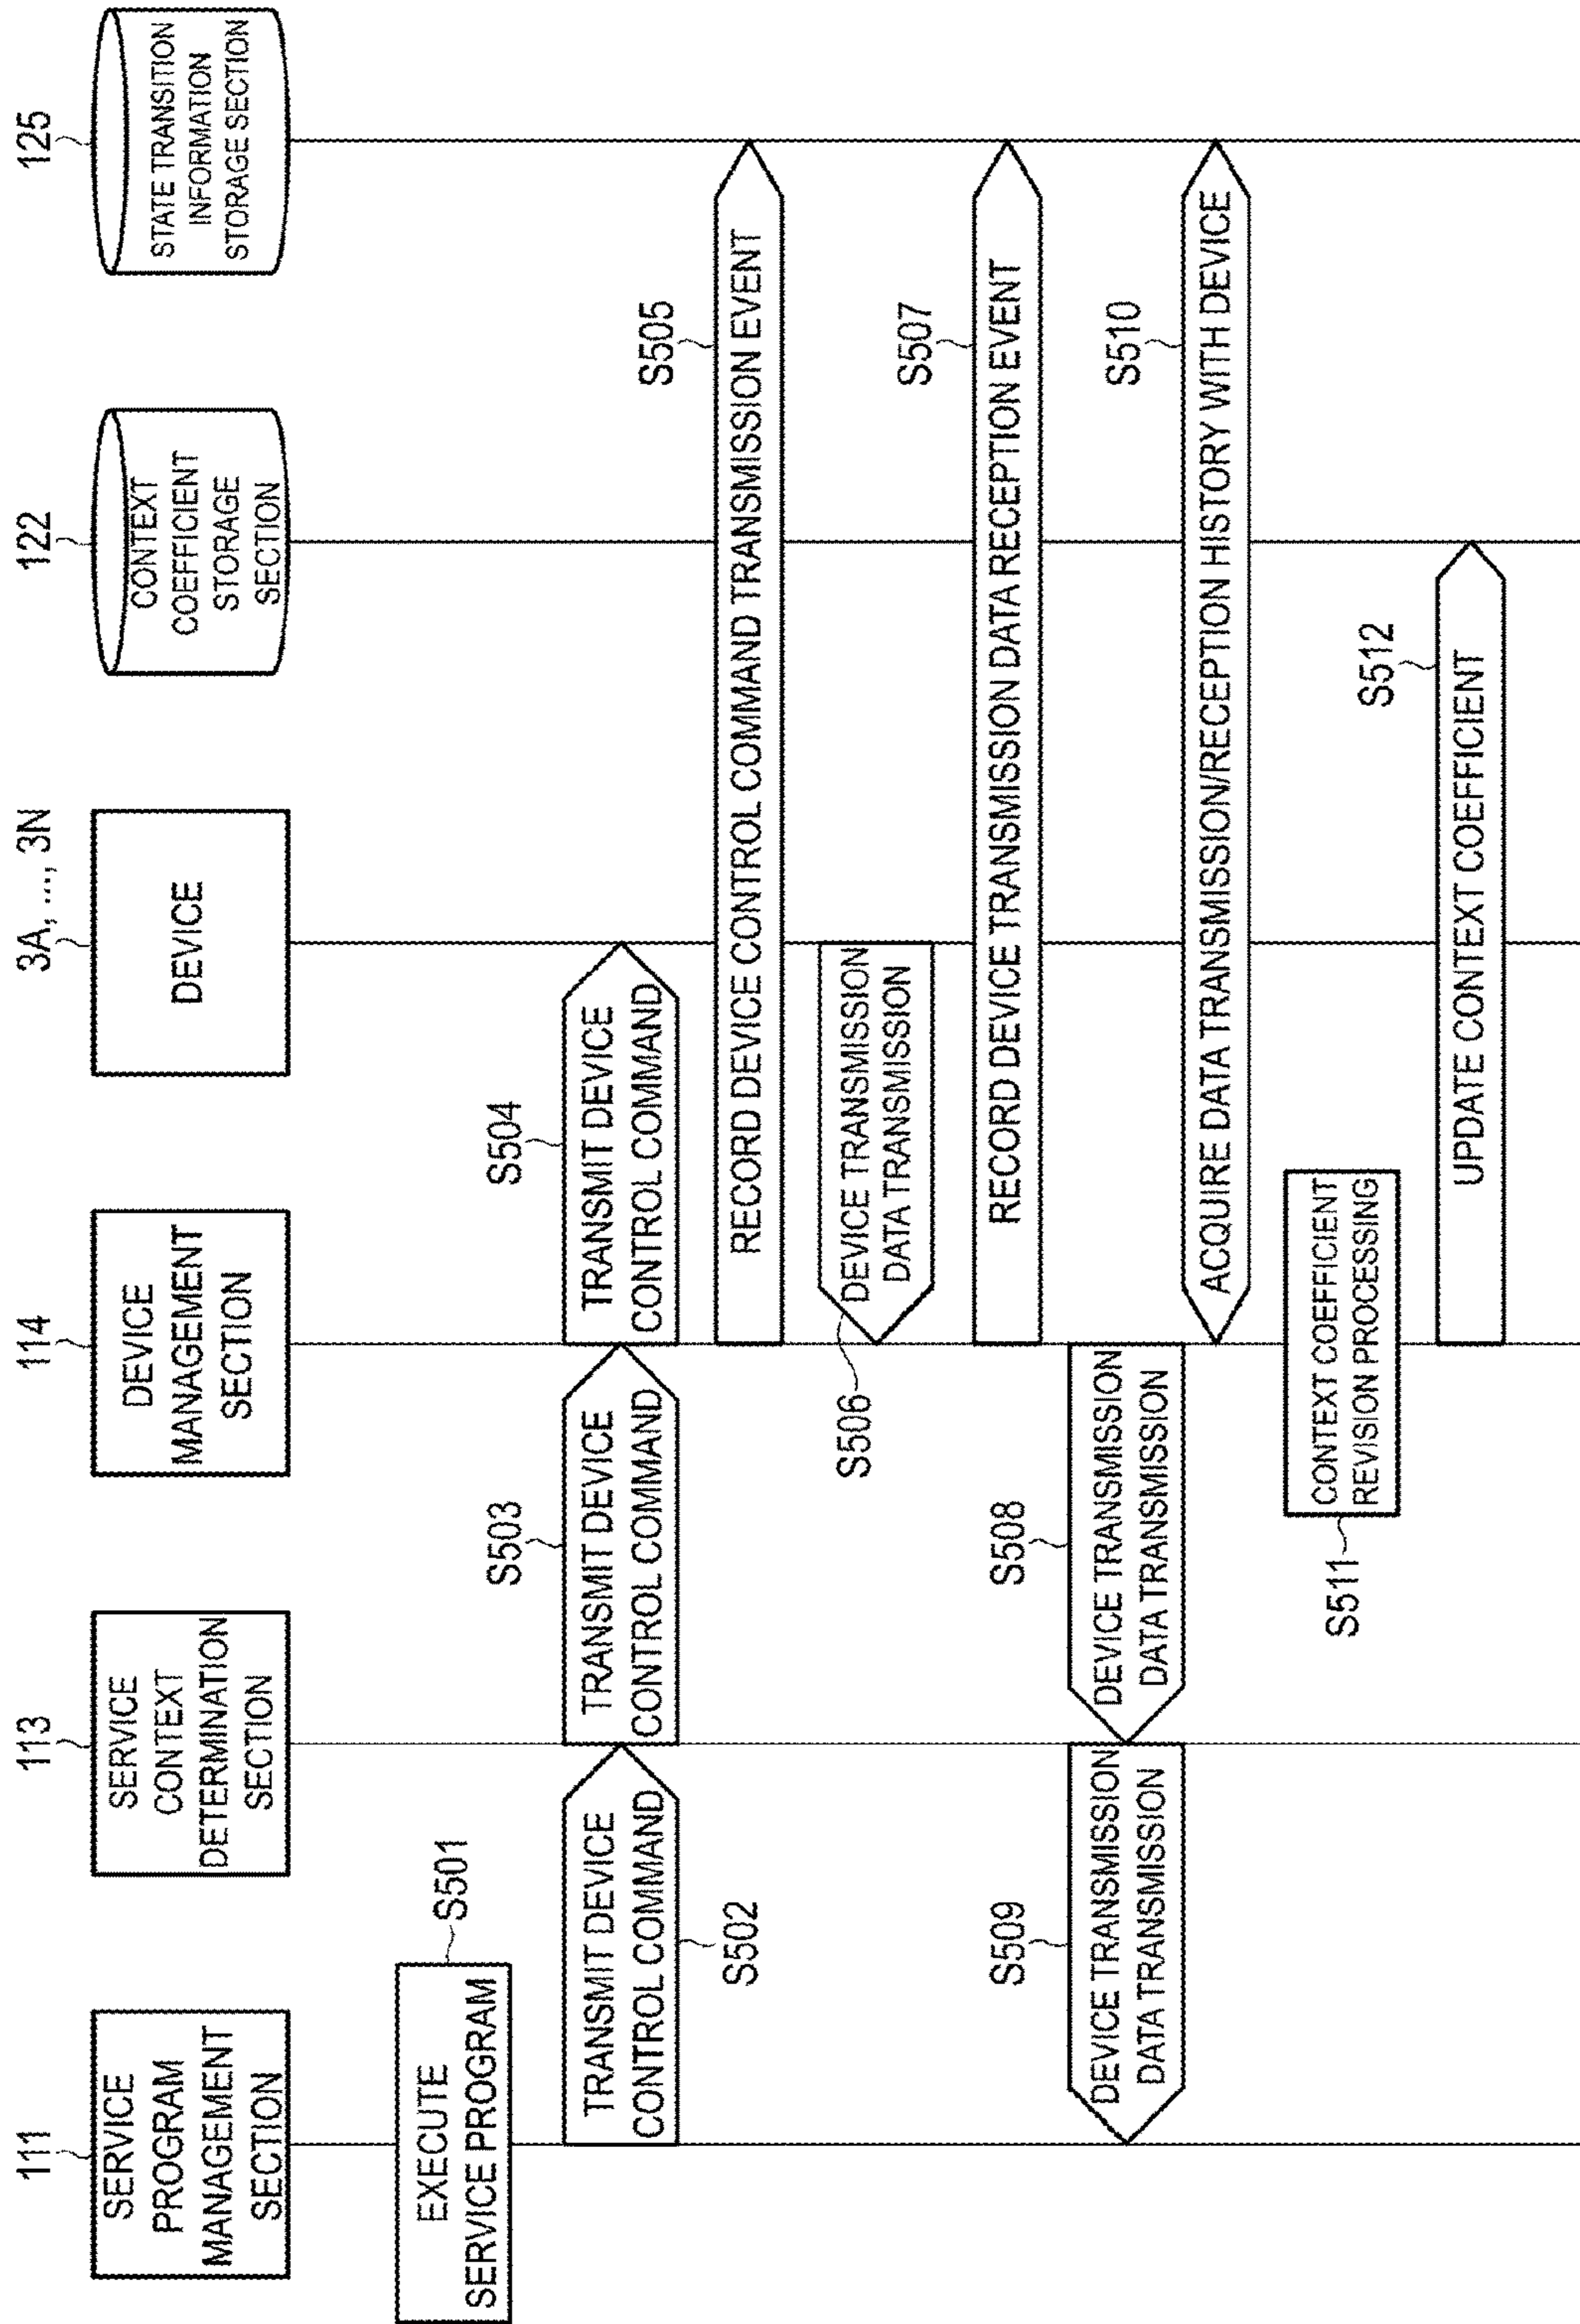 111
SERVICE
PROGRAM
MANAGEMENT
SECTION
113
SERVICE
CONTEXT
DETERMINATION
SECTION
114
DEVICE
MANAGEMENT
SECTION
3A, ..., 3N
DEVICE
122
CONTEXT
COEFFICIENT
STORAGE
SECTION
125
STATE TRANSITION
INFORMATION
STORAGE SECTION
EXECUTE
SERVICE PROGRAM
S501
TRANSMIT DEVICE
CONTROL COMMAND
S502
S503
TRANSMIT DEVICE
CONTROL COMMAND
S504
TRANSMIT DEVICE
CONTROL COMMAND
S505
RECORD DEVICE CONTROL COMMAND TRANSMISSION EVENT
S506
DEVICE TRANSMISSION
DATA TRANSMISSION
S507
RECORD DEVICE TRANSMISSION DATA RECEPTION EVENT
S508
DEVICE TRANSMISSION
DATA TRANSMISSION
S509
DEVICE TRANSMISSION
DATA TRANSMISSION
S510
ACQUIRE DATA TRANSMISSION/RECEPTION HISTORY WITH DEVICE
S511
CONTEXT COEFFICIENT
REVISION PROCESSING
S512
UPDATE CONTEXT COEFFICIENT